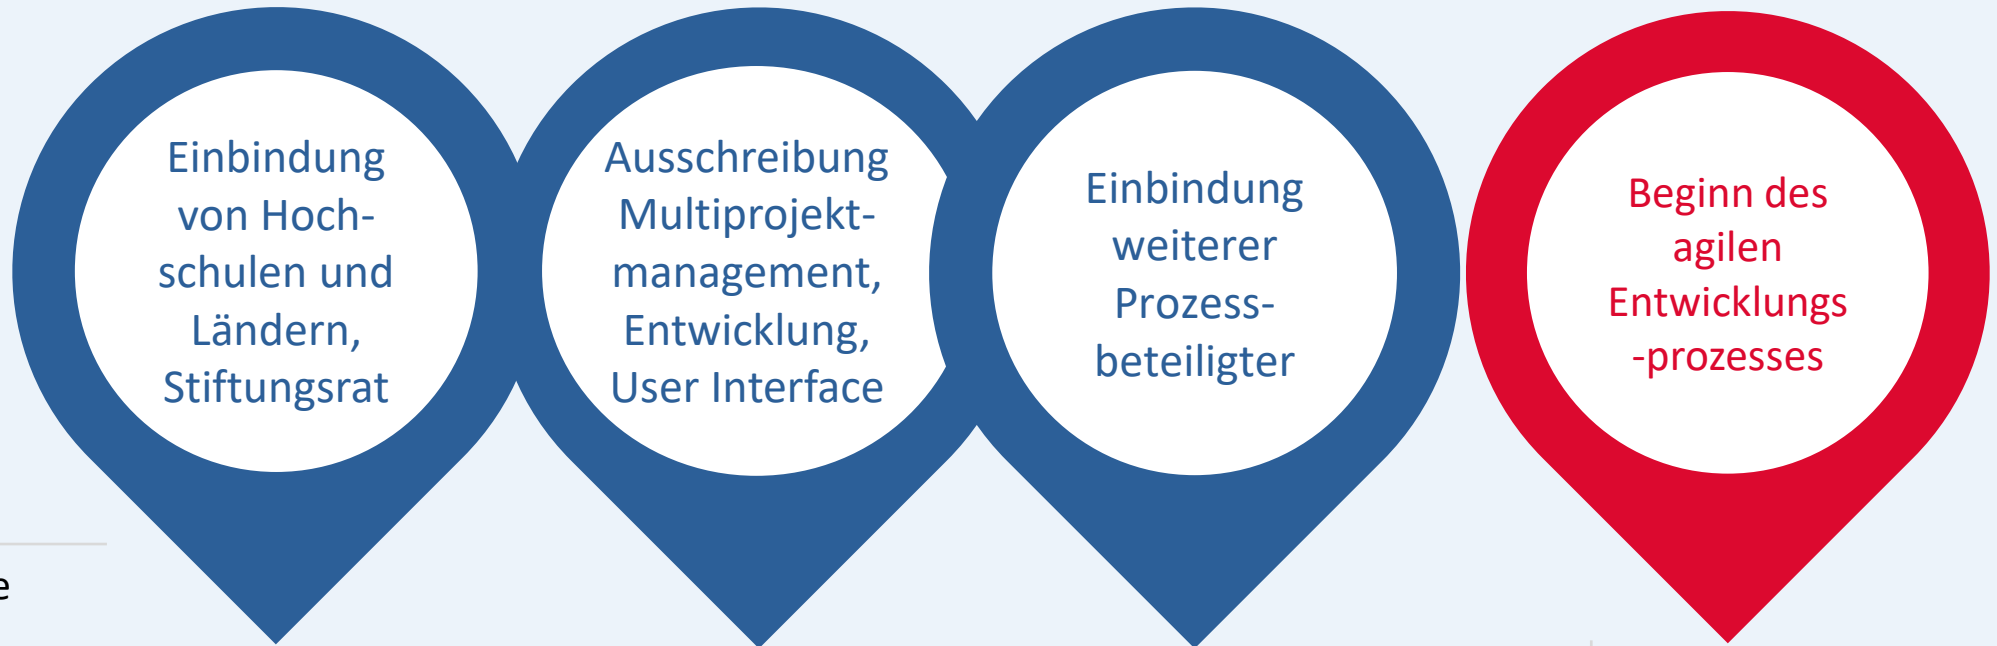 Einbindung
von Hoch-
schulen und
Ländern,
Stiftungsrat
Ausschreibung
Multiprojekt-
management,
Entwicklung,
User Interface
Einbindung
weiterer
Prozess-
beteiligter
Beginn des
agilen
Entwicklungs
-prozesses
e